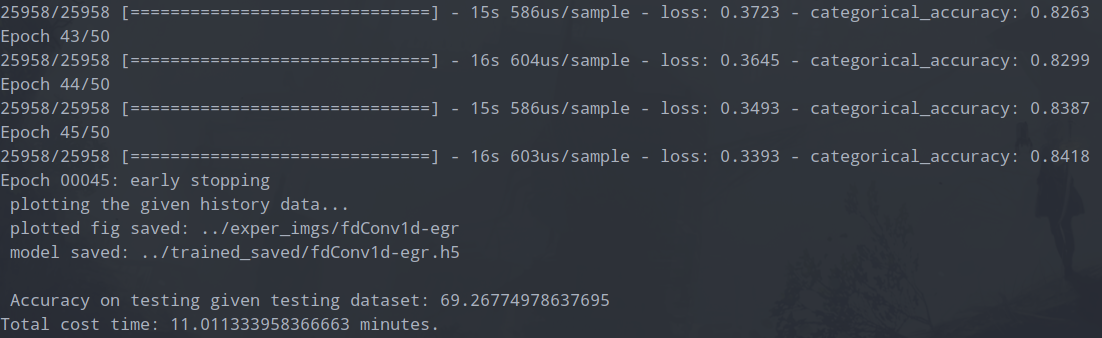 25958/25958 [==============================] - 15s 586us/sample - loss: 0.3723 - categorical_accuracy: 0.8263
Epoch 43/50
25958/25958 [==============================] - 16s 604us/sample - loss: 0.3645 - categorical_accuracy: 0.8299
Epoch 44/50
25958/25958 [==============================] - 15s 586us/sample - loss: 0.3493 - categorical_accuracy: 0.8387
Epoch 45/50
25958/25958 [==============================] - 16s 603us/sample - loss: 0.3393 - categorical_accuracy: 0.8418
Epoch 00045: early stopping
 plotting the given history data...
 plotted fig saved: ../exper_imgs/fdConv1d-egr
 model saved: ../trained_saved/fdConv1d-egr.h5
 Accuracy on testing given testing dataset: 69.26774978637695
Total cost time: 11.011333958366663 minutes.